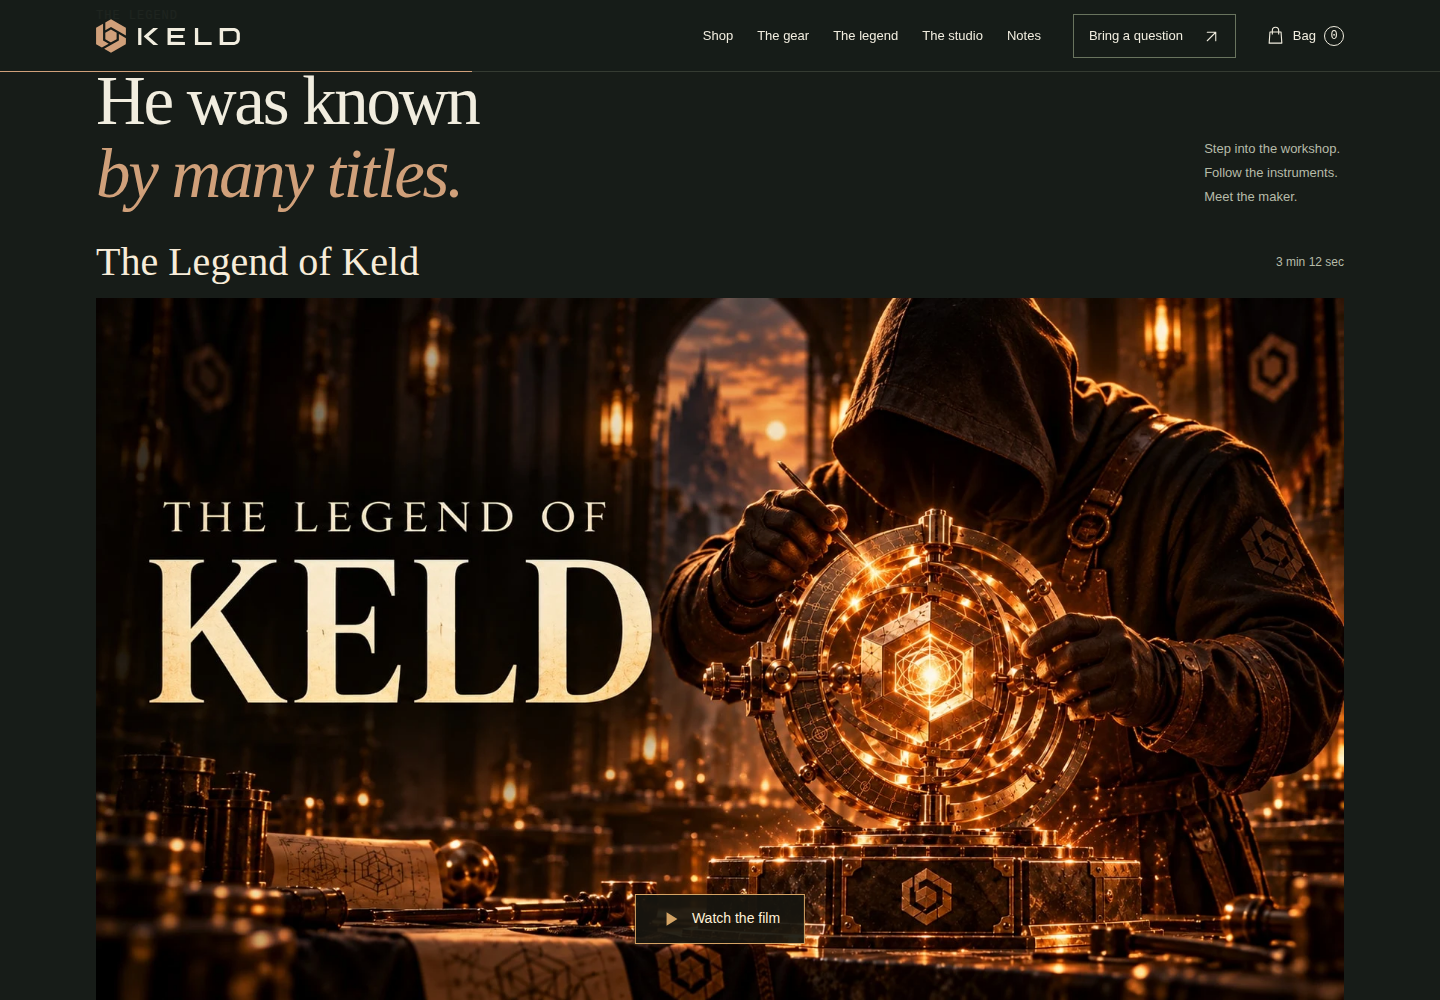 THE LEGEND
KELD
Shop
The gear
The legend
The studio
Notes
Bring a question
Bag
0
He was known
by many titles.
Step into the workshop.
Follow the instruments.
Meet the maker.
The Legend of Keld
3 min 12 sec
THE LEGEND OF
KELD
Watch the film